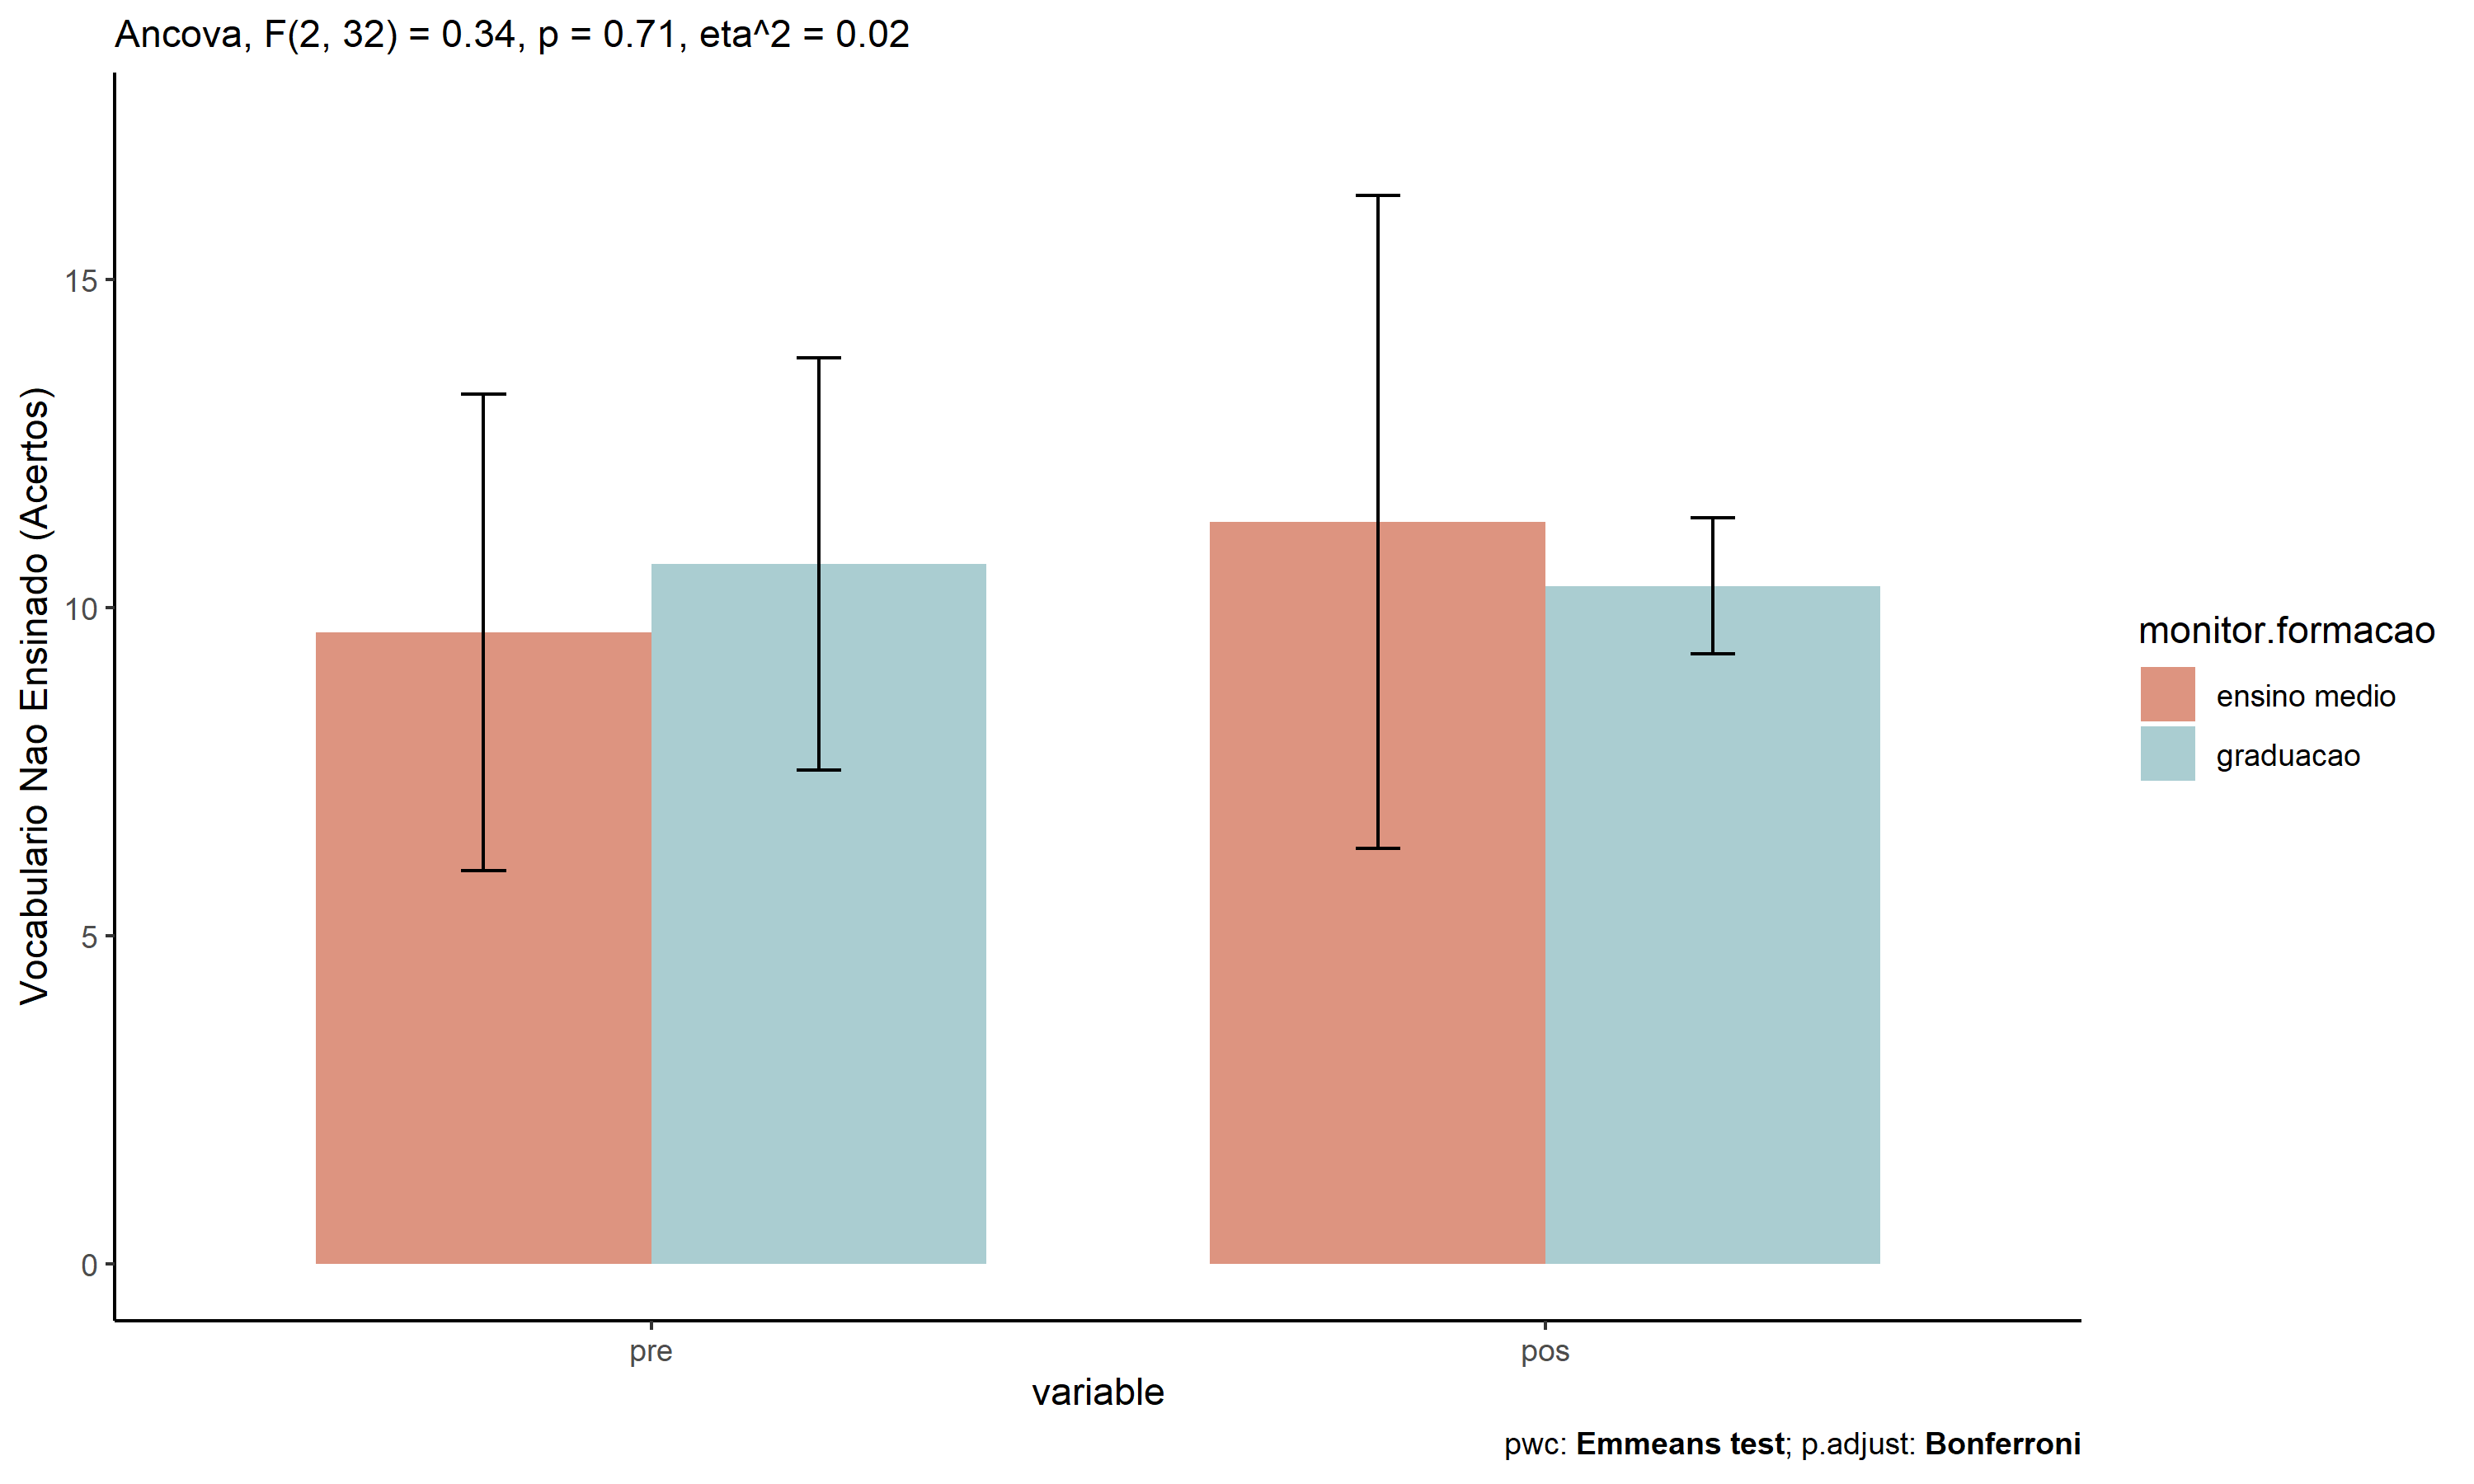 Ancova, F(2, 32) = 0.34, p = 0.71, eta^2 = 0.02
Vocabulario Nao Ensinado (Acertos)
15
10
5
0
pre
pos
variable
monitor.formacao
ensino medio
graduacao
pwc: Emmeans test; p.adjust: Bonferroni